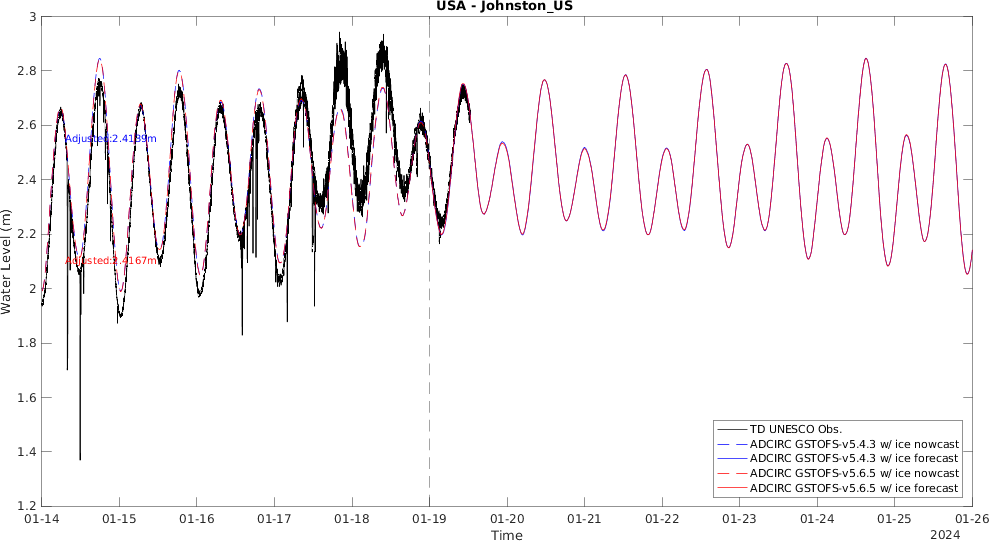 USA - Johnston_US
3
2.8
2.6
2.4
2.2
2
1.8
1.6
1.4
1.2
Water Level (m)
Adjusted:2.4139m
Adjusted:2.4167m
TD UNESCO Obs.
ADCIRC GSTOFS-v5.4.3 w/ ice nowcast
ADCIRC GSTOFS-v5.4.3 w/ ice forecast
ADCIRC GSTOFS-v5.6.5 w/ ice nowcast
ADCIRC GSTOFS-v5.6.5 w/ ice forecast
01-14 01-15 01-16 01-17 01-18 01-19 01-20 01-21 01-22 01-23 01-24 01-25 01-26
Time
2024